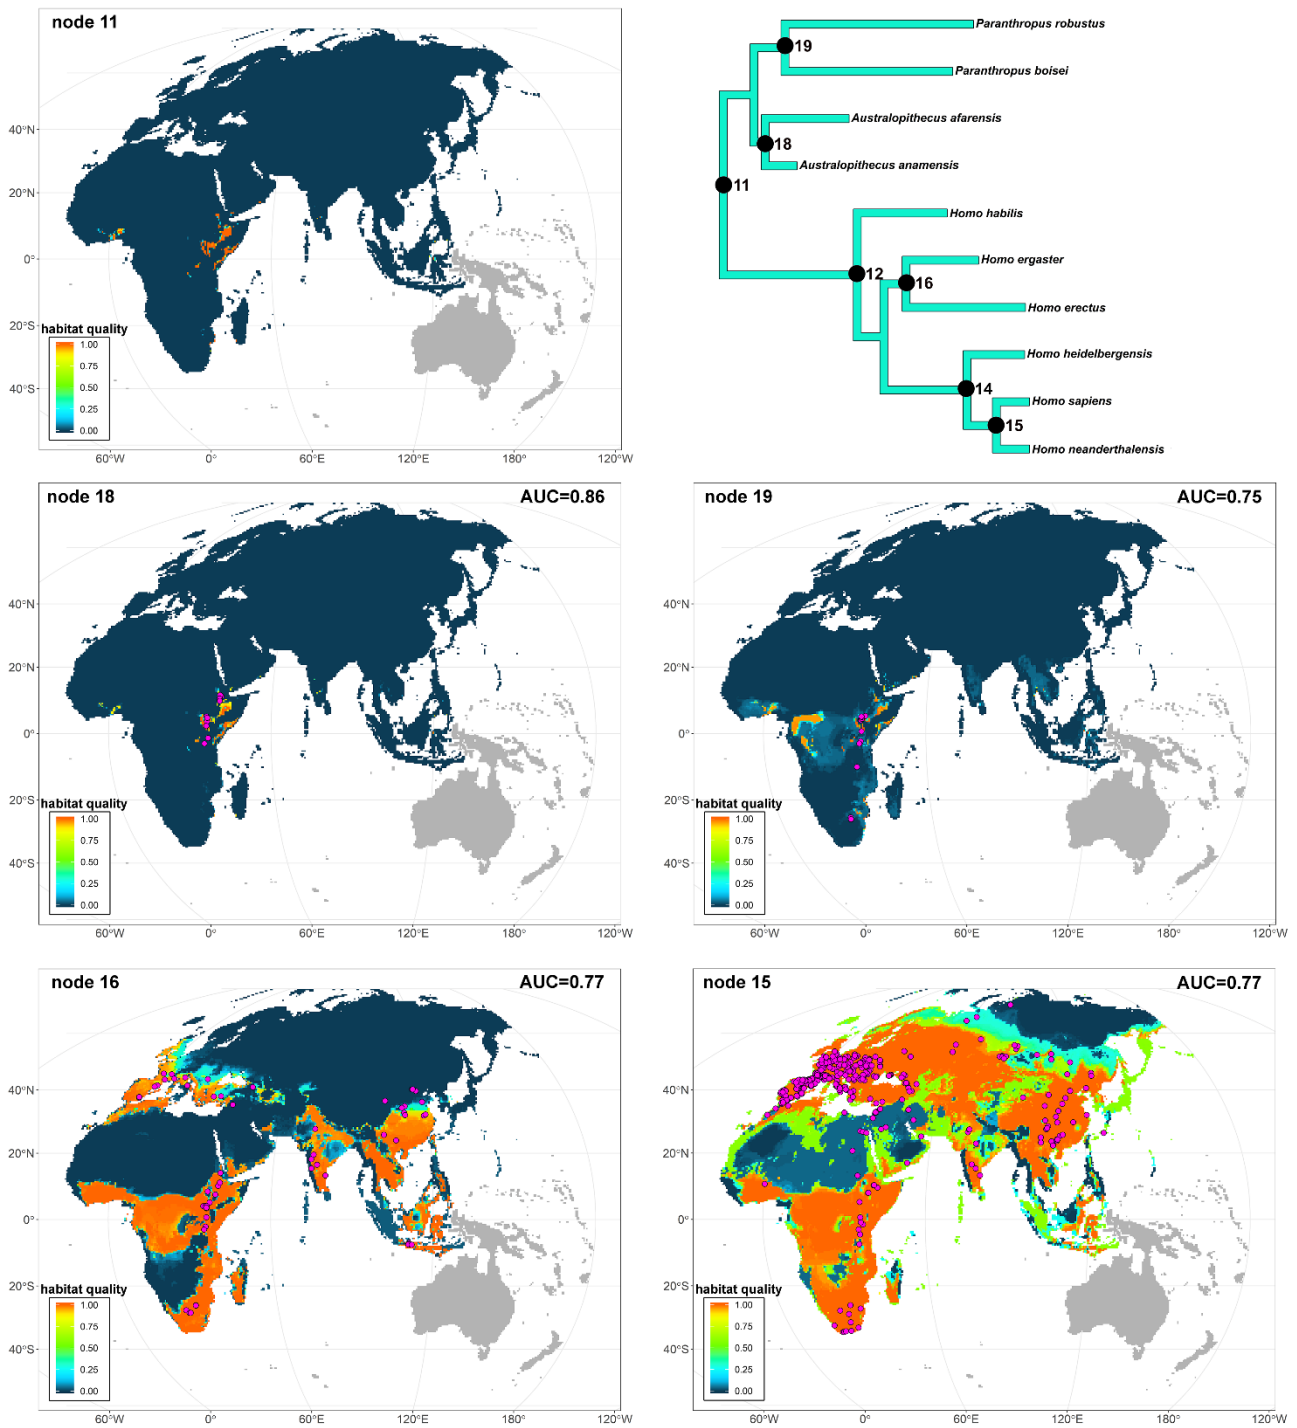 node 11
40°N
20°N
0°
20°S
40°S
habitat quality
1.00
0.75
0.50
0.25
0.00
60°W
0°
60°E
120°E
180°W
120°W
Paranthropus robustus
19
Paranthropus boisei
Australopithecus afarensis
18
Australopithecus anamensis
11
Homo habilis
12
Homo ergaster
16
Homo erectus
Homo heidelbergensis
14
Homo sapiens
15
Homo neanderthalensis
node 18
AUC=0.86
40°N
20°N
0°
20°S
40°S
habitat quality
1.00
0.75
0.50
0.25
0.00
60°W
0°
60°E
120°E
180°W
120°W
node 19
AUC=0.75
40°N
20°N
0°
20°S
40°S
habitat quality
1.00
0.75
0.50
0.25
0.00
60°W
0°
60°E
120°E
180°W
120°W
node 16
AUC=0.77
40°N
20°N
0°
20°S
40°S
habitat quality
1.00
0.75
0.50
0.25
0.00
60°W
0°
60°E
120°E
180°W
120°W
node 15
AUC=0.77
40°N
20°N
0°
20°S
40°S
habitat quality
1.00
0.75
0.50
0.25
0.00
60°W
0°
60°E
120°E
180°W
120°W